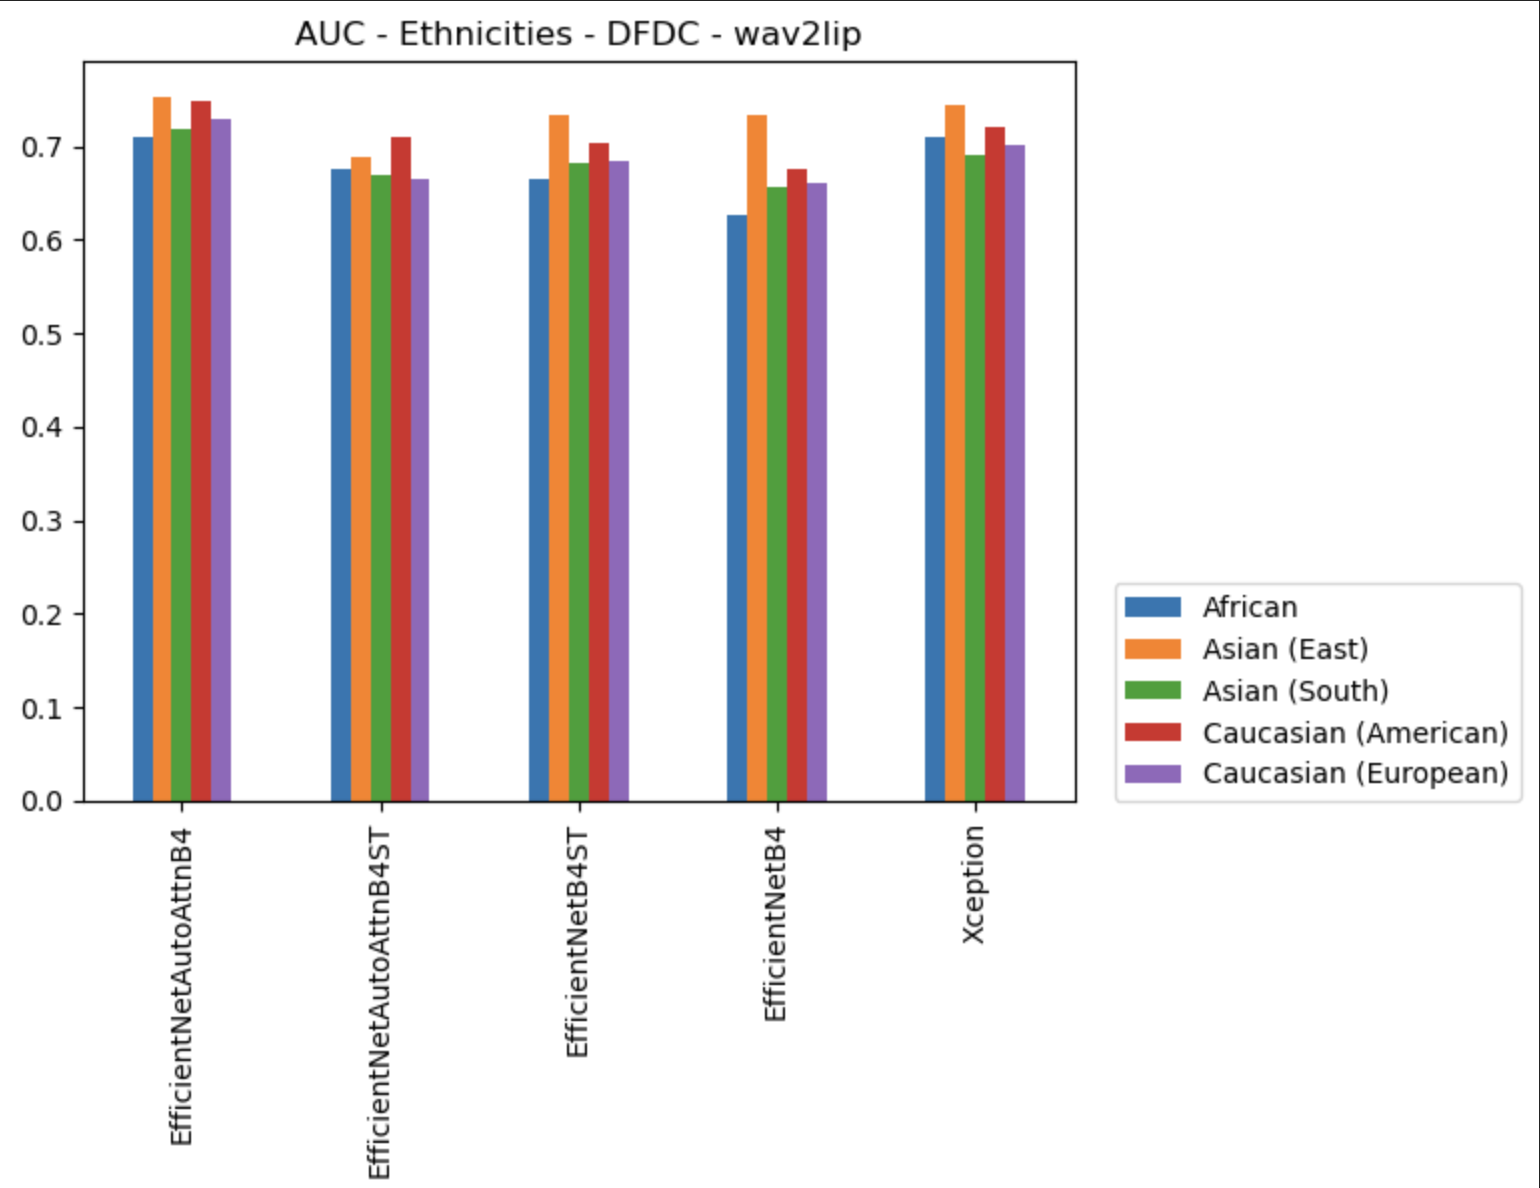 AUC - Ethnicities - DFDC - wav2lip
0.7
0.6
0.5
0.4
0.3
0.2
0.1
0.0
EfficientNetAutoAttnB4
EfficientNetAutoAttnB4ST
EfficientNetB4ST
EfficientNetB4
Xception
African
Asian (East)
Asian (South)
Caucasian (American)
Caucasian (European)